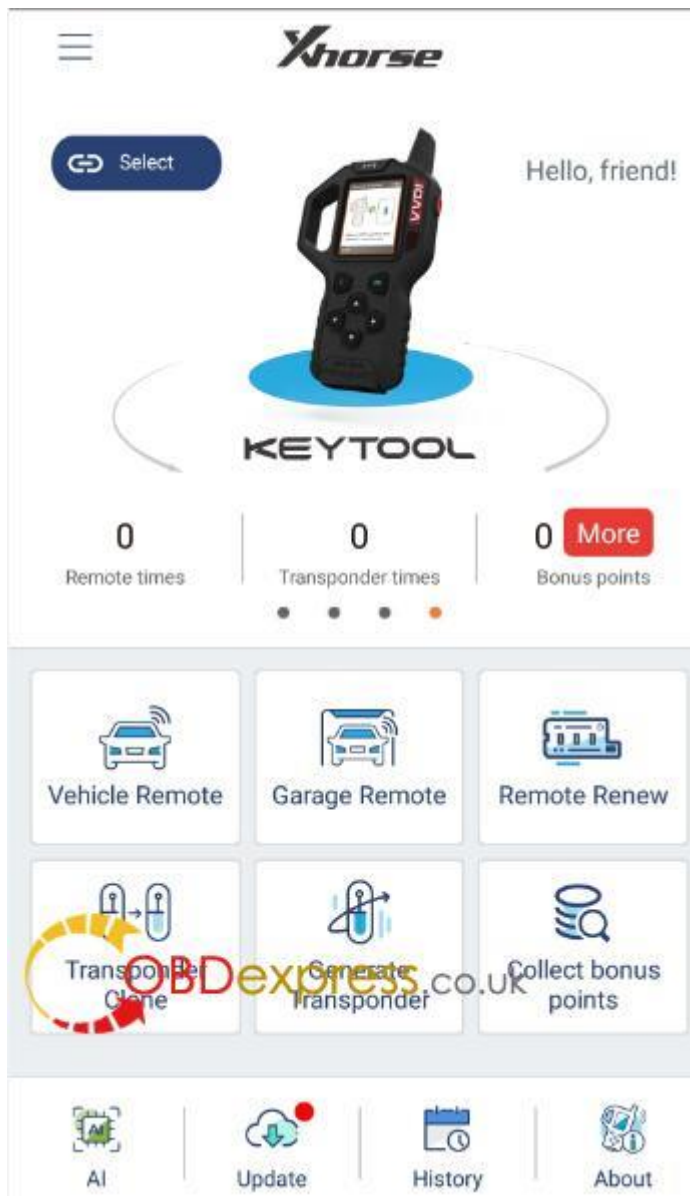 Xhorse
Select
Hello, friend!
VVDI
KEYTOOL
0
0
0 More
Remote times
Transponder times
Bonus points
Vehicle Remote
Garage Remote
Remote Renew
Transponder
Clone
Generate
Transponder
Collect bonus
points
OBDexpress.co.uk
AI
AI
Update
History
About